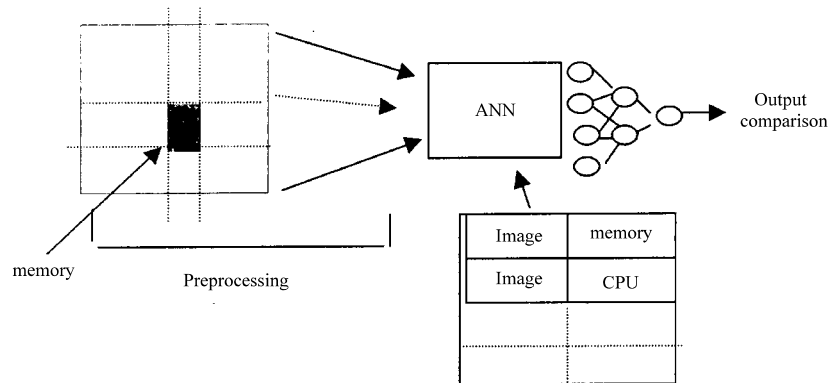 ANN
Output
comparison
Image memory
Image CPU
memory
Preprocessing